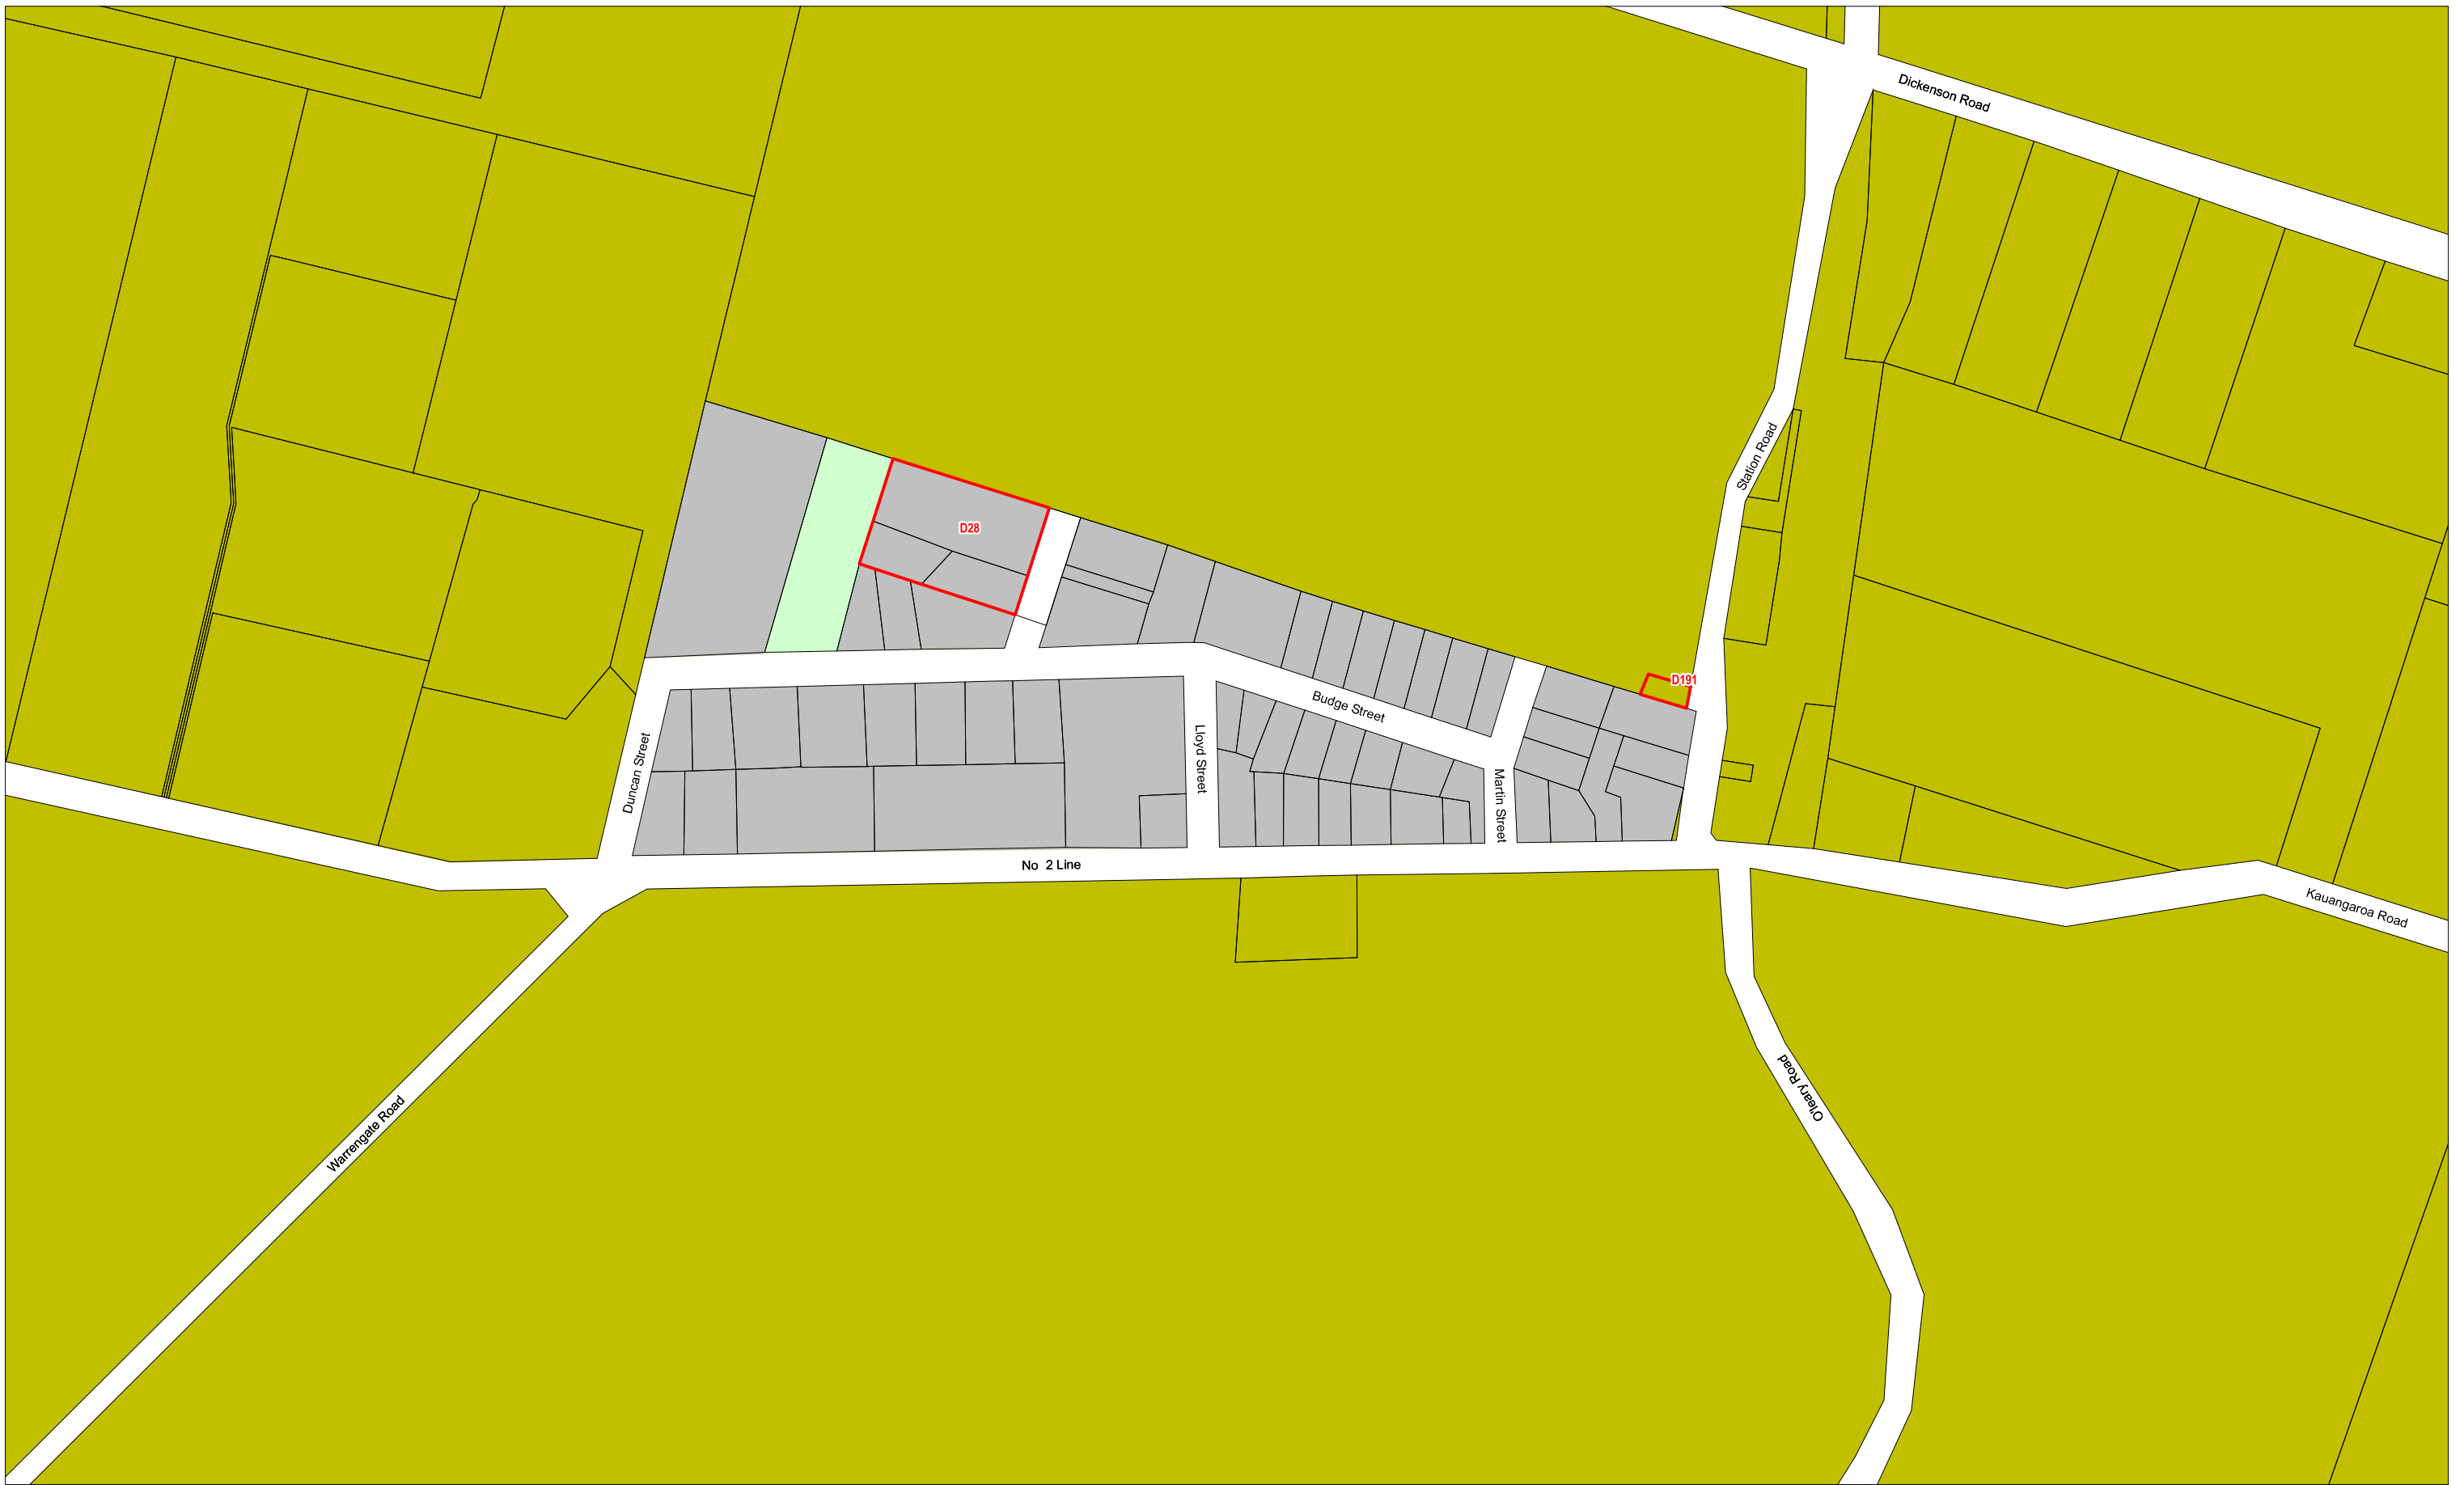 Dickenson Road
Station Road
D28
D191
Budge Street
Duncan Street
Lloyd Street
Martin Street
No 2 Line
Kauangaroa Road
O'leary Road
Warrengate Road